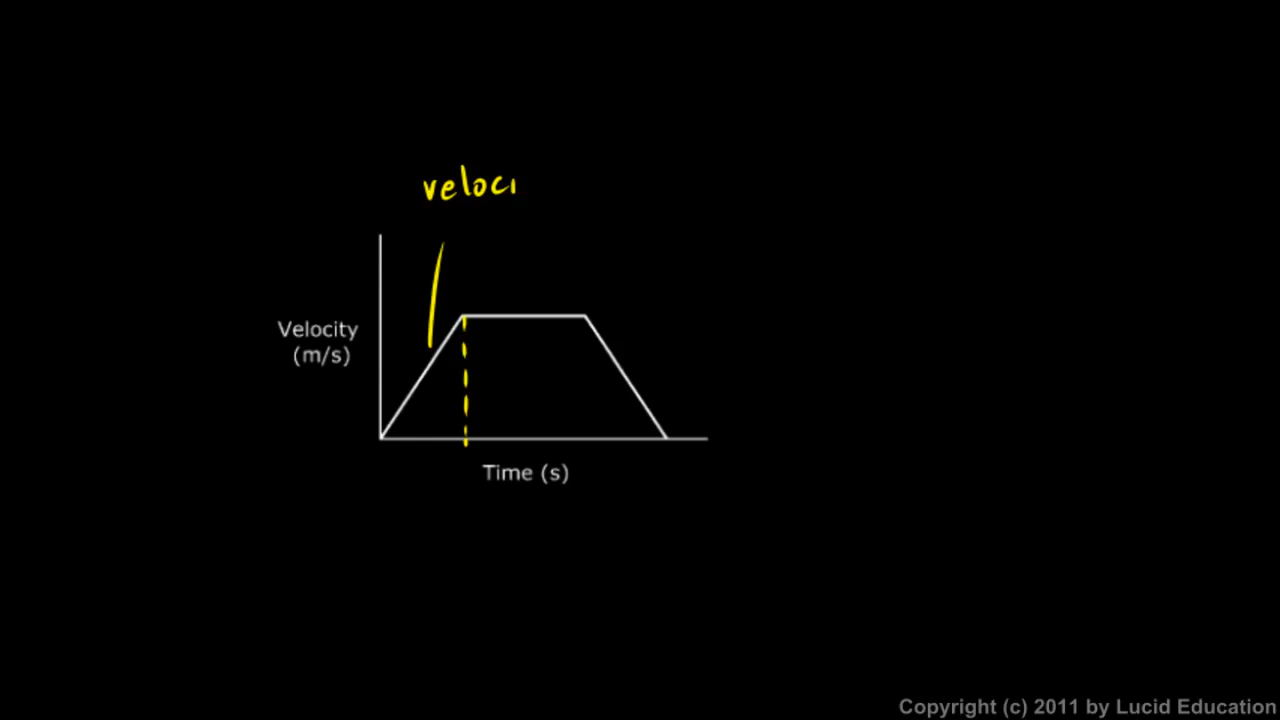 veloci
Velocity
(m/s)
Time (s)
Copyright (c) 2011 by Lucid Education